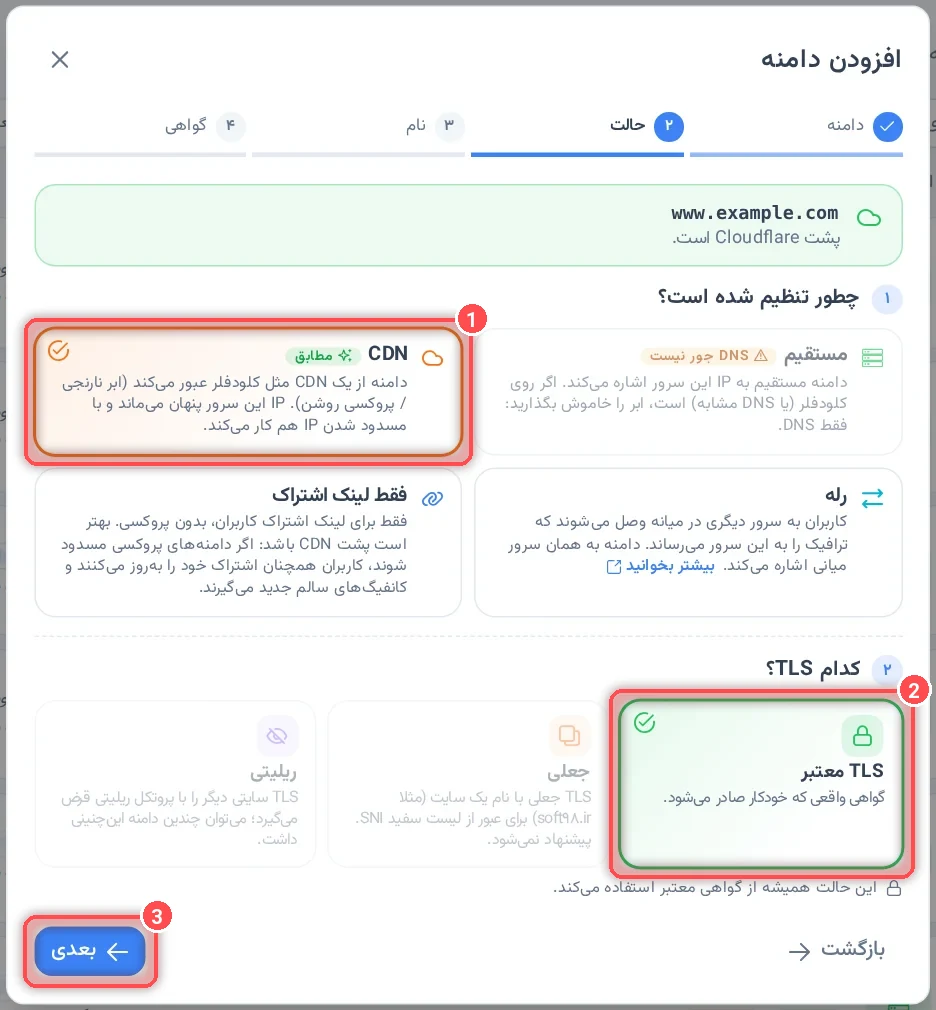 افزودن دامنه
دامنه
۲ حالت
۳ نام
۴ گواهی
www.example.com
پشت Cloudflare است.
۱ چطور تنظیم شده است؟
مستقیم DNS جور نیست
دامنه مستقیم به IP این سرور اشاره می‌کند. اگر روی
کلودفلر (یا DNS مشابه) است، ابر را خاموش بگذارید:
فقط DNS.
1
CDN مطابق
دامنه از یک CDN مثل کلودفلر عبور می‌کند (ابر نارنجی
/ پروکسی روشن). IP این سرور پنهان می‌ماند و با
مسدود شدن IP هم کار می‌کند.
رله
کاربران به سرور دیگری در میانه وصل می‌شوند که
ترافیک را به این سرور می‌رساند. دامنه به همان سرور
میانی اشاره می‌کند. بیشتر بخوانید
فقط لینک اشتراک
فقط برای لینک اشتراک کاربران، بدون پروکسی. بهتر
است پشت CDN باشد: اگر دامنه‌های پروکسی مسدود
شوند، کاربران همچنان اشتراک خود را به‌روز می‌کنند و
کانفیگ‌های سالم جدید می‌گیرند.
۲ کدام TLS؟
2
TLS معتبر
گواهی واقعی که خودکار صادر می‌شود.
جعلی
TLS جعلی با نام یک سایت (مثلا
soft98.ir) برای عبور از لیست سفید SNI.
پیشنهاد نمی‌شود.
ریلیتی
TLS سایتی دیگر را با پروتکل ریلیتی قرض
می‌گیرد؛ می‌توان چندین دامنه این‌چنینی
داشت.
این حالت همیشه از گواهی معتبر استفاده می‌کند.
بازگشت
3
بعدی